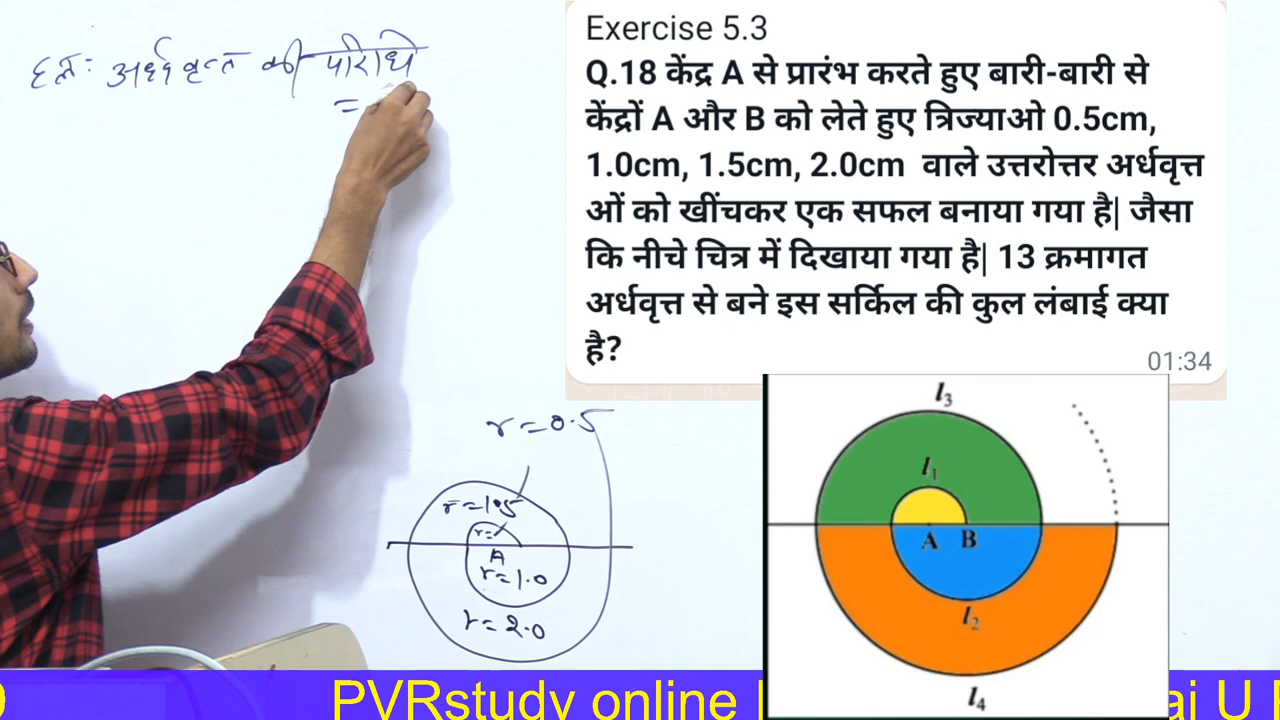 हल: अर्धवृत्त की परिधि
=
Exercise 5.3
Q.18 केंद्र A से प्रारंभ करते हुए बारी-बारी से
केंद्रों A और B को लेते हुए त्रिज्याओ 0.5cm,
1.0cm, 1.5cm, 2.0cm वाले उत्तरोत्तर अर्धवृत्त
ओं को खींचकर एक सफल बनाया गया है| जैसा
कि नीचे चित्र में दिखाया गया है| 13 क्रमागत
अर्धवृत्त से बने इस सर्किल की कुल लंबाई क्या
है?
01:34
r=0.5
r=1.5
r=
A
r=1.0
r=2.0
l₃
l₁
A B
l₂
l₄
PVRstudy online